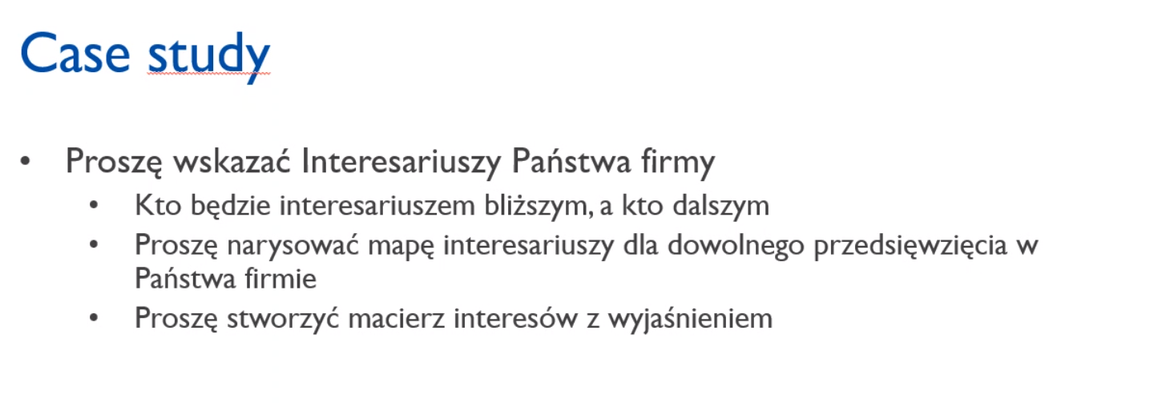 Case study
• Proszę wskazać Interesariuszy Państwa firmy
• Kto będzie interesariuszem bliższym, a kto dalszym
• Proszę narysować mapę interesariuszy dla dowolnego przedsięwzięcia w
Państwa firmie
• Proszę stworzyć macierz interesów z wyjaśnieniem